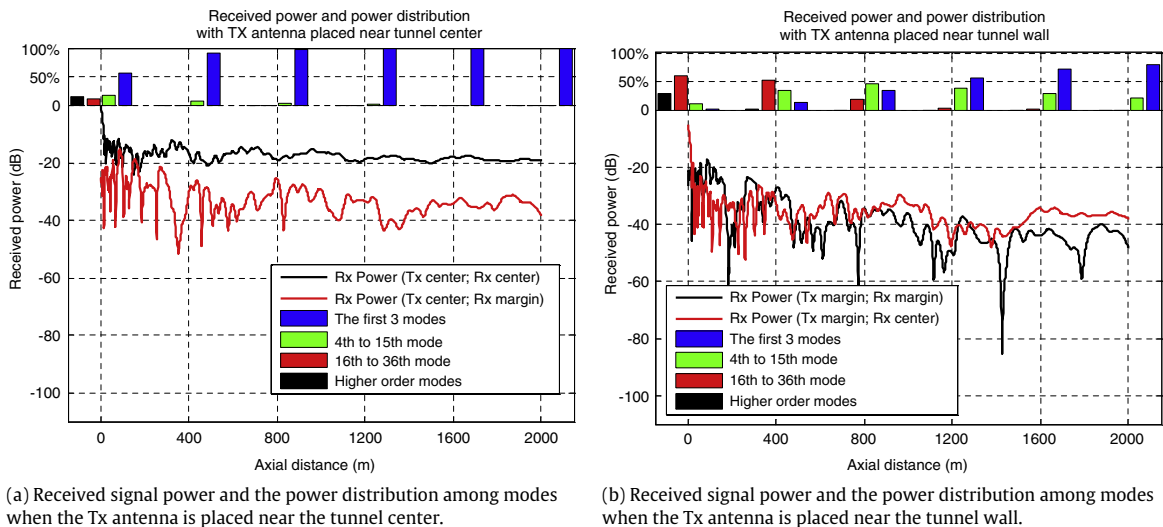 Received power and power distribution
with TX antenna placed near tunnel center
100%
50%
0
-20
-40
-60
-80
-100
Received power (dB)
Rx Power (Tx center; Rx center)
Rx Power (Tx center; Rx margin)
The first 3 modes
4th to 15th mode
16th to 36th mode
Higher order modes
0 400 800 1200 1600 2000
Axial distance (m)
(a) Received signal power and the power distribution among modes
when the Tx antenna is placed near the tunnel center.
Received power and power distribution
with TX antenna placed near tunnel wall
100%
50%
0
-20
-40
-60
-80
-100
Received power (dB)
Rx Power (Tx margin; Rx margin)
Rx Power (Tx margin; Rx center)
The first 3 modes
4th to 15th mode
16th to 36th mode
Higher order modes
0 400 800 1200 1600 2000
Axial distance (m)
(b) Received signal power and the power distribution among modes
when the Tx antenna is placed near the tunnel wall.